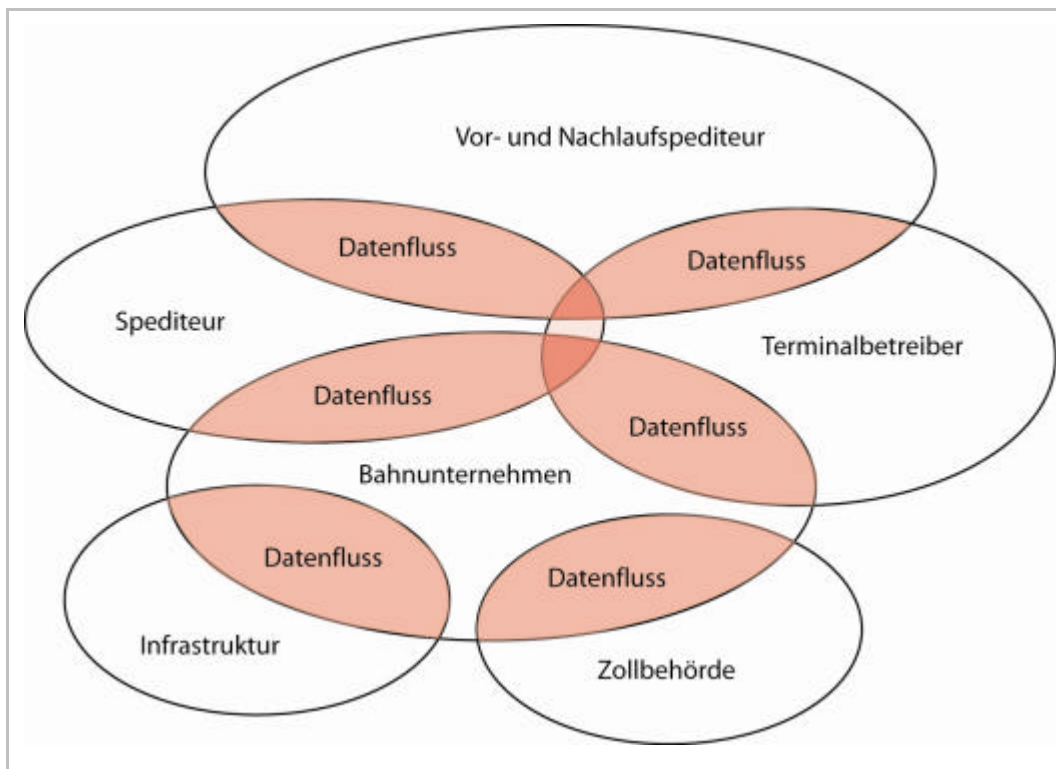 Vor- und Nachlaufspediteur
Datenfluss
Datenfluss
Spediteur
Terminalbetreiber
Datenfluss
Datenfluss
Bahnunternehmen
Datenfluss
Datenfluss
Infrastruktur
Zollbehörde